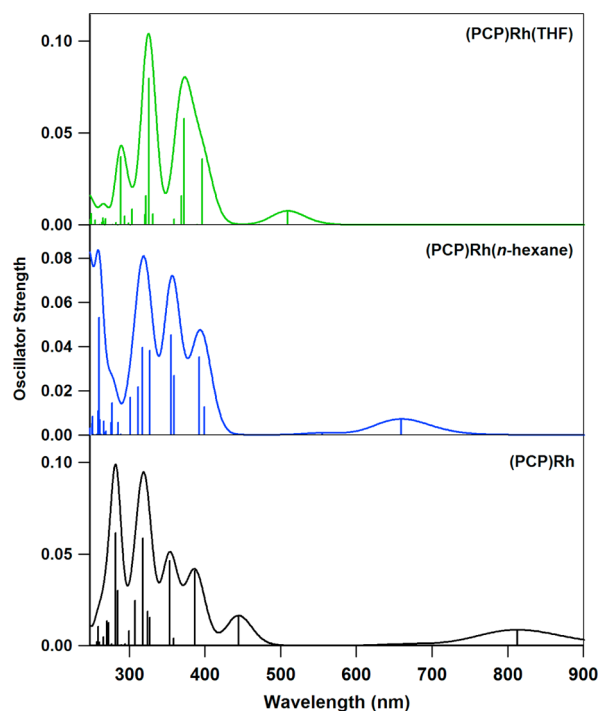 (PCP)Rh(THF)
0.10
0.05
0.00
(PCP)Rh(n-hexane)
0.08
0.06
0.04
0.02
0.00
Oscillator Strength
(PCP)Rh
0.10
0.05
0.00
300 400 500 600 700 800 900
Wavelength (nm)